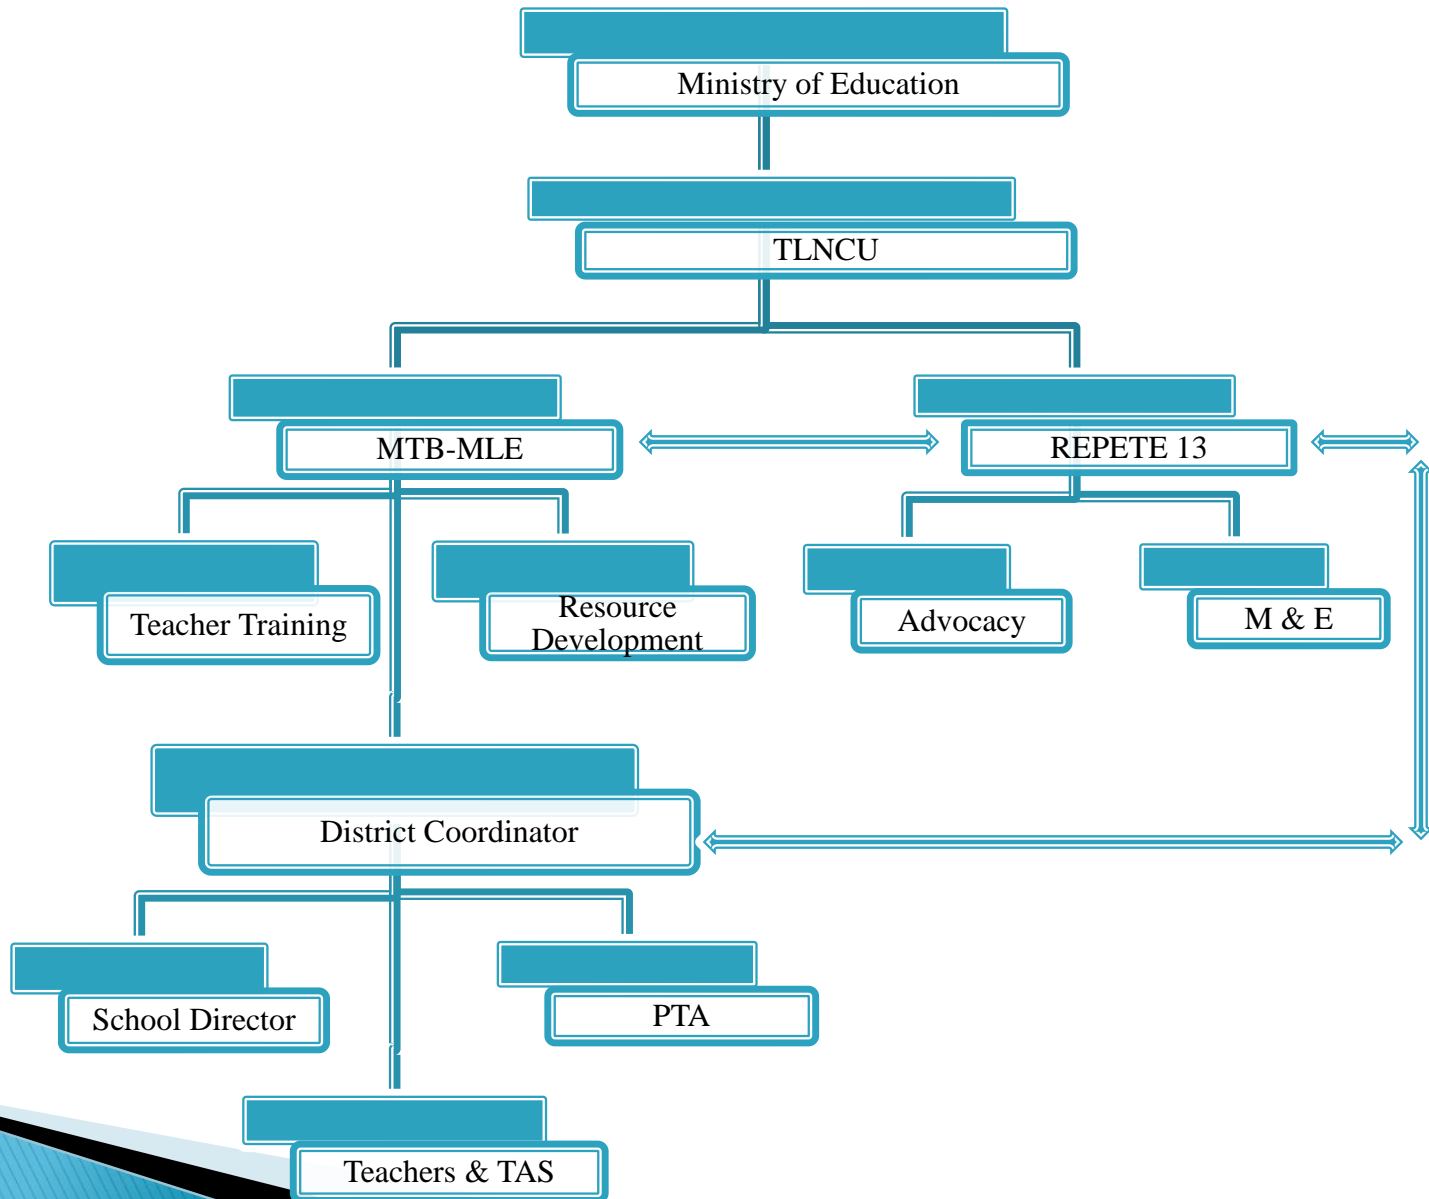 Ministry of Education
TLNCU
MTB-MLE
REPETE 13
Teacher Training
Resource
Development
Advocacy
M & E
District Coordinator
School Director
PTA
Teachers & TAS